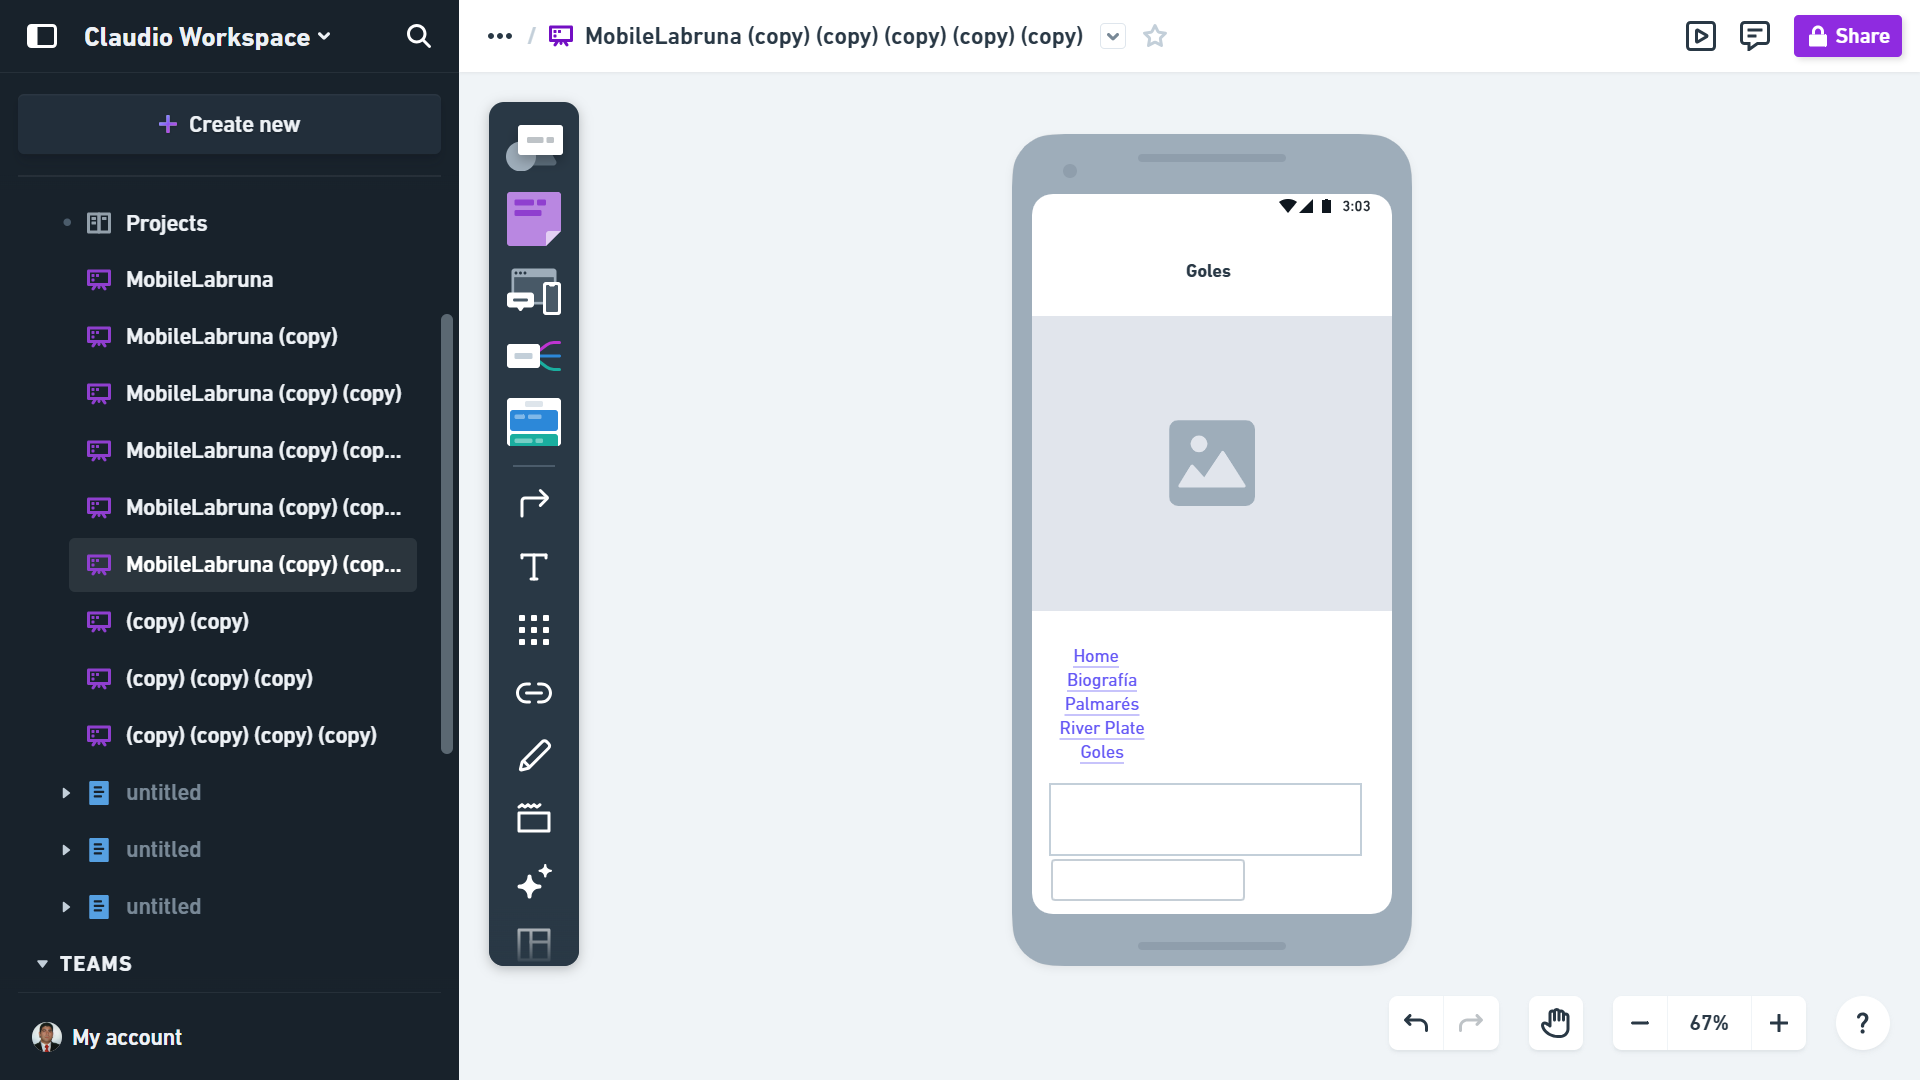 Claudio Workspace
/ MobileLabruna (copy) (copy) (copy) (copy) (copy)
Share
Create new
Projects
MobileLabruna
MobileLabruna (copy)
MobileLabruna (copy) (copy)
MobileLabruna (copy) (cop...
MobileLabruna (copy) (cop...
MobileLabruna (copy) (cop...
(copy) (copy)
(copy) (copy) (copy)
(copy) (copy) (copy) (copy)
untitled
untitled
untitled
TEAMS
My account
3:03
Goles
Home
Biografía
Palmarés
River Plate
Goles
67%
?